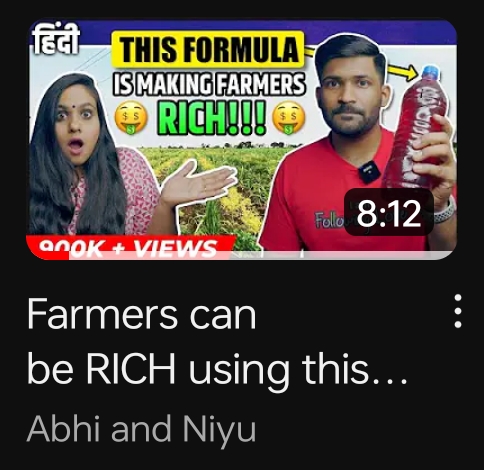 हिंदी
THIS FORMULA
IS MAKING FARMERS
RICH!!!
Follo
8:12
900K + VIEWS
Farmers can
be RICH using this...
Abhi and Niyu